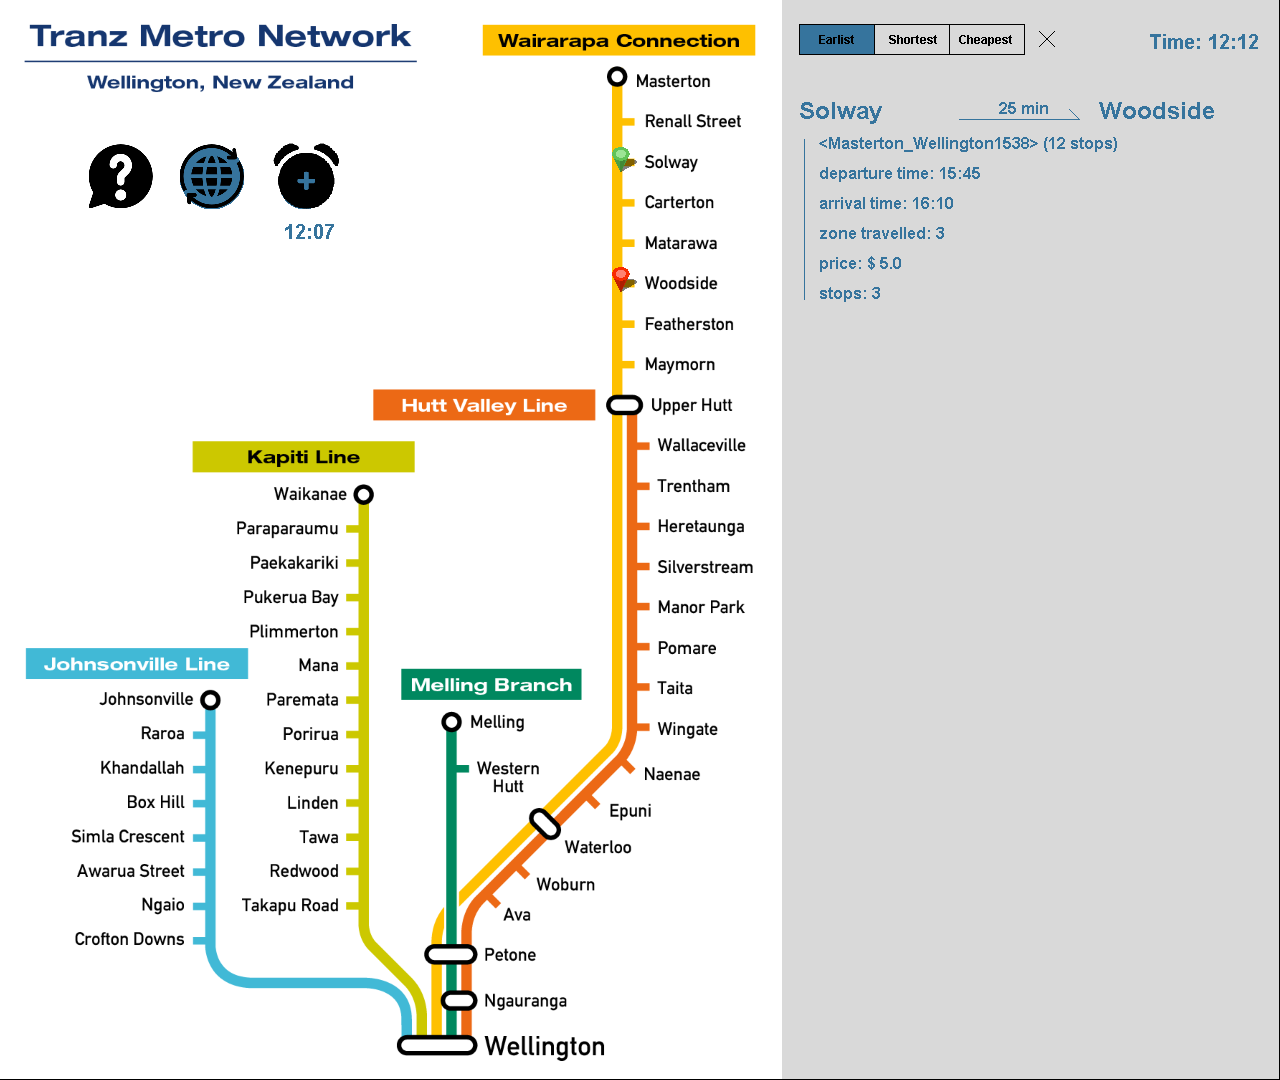 Tranz Metro Network
Wellington, New Zealand
12:07
Wairarapa Connection
Masterton
Renall Street
Solway
Carterton
Matarawa
Woodside
Featherston
Maymorn
Hutt Valley Line
Upper Hutt
Wallaceville
Trentham
Heretaunga
Silverstream
Manor Park
Pomare
Taita
Wingate
Naenae
Epuni
Waterloo
Woburn
Ava
Petone
Ngauranga
Wellington
Kapiti Line
Waikanae
Paraparaumu
Paekakariki
Pukerua Bay
Plimmerton
Mana
Paremata
Porirua
Kenepuru
Linden
Tawa
Redwood
Takapu Road
Johnsonville Line
Johnsonville
Raroa
Khandallah
Box Hill
Simla Crescent
Awarua Street
Ngaio
Crofton Downs
Melling Branch
Melling
Western
Hutt
Earlist Shortest Cheapest
Time: 12:12
Solway 25 min Woodside
<Masterton_Wellington1538> (12 stops)
departure time: 15:45
arrival time: 16:10
zone travelled: 3
price: $ 5.0
stops: 3